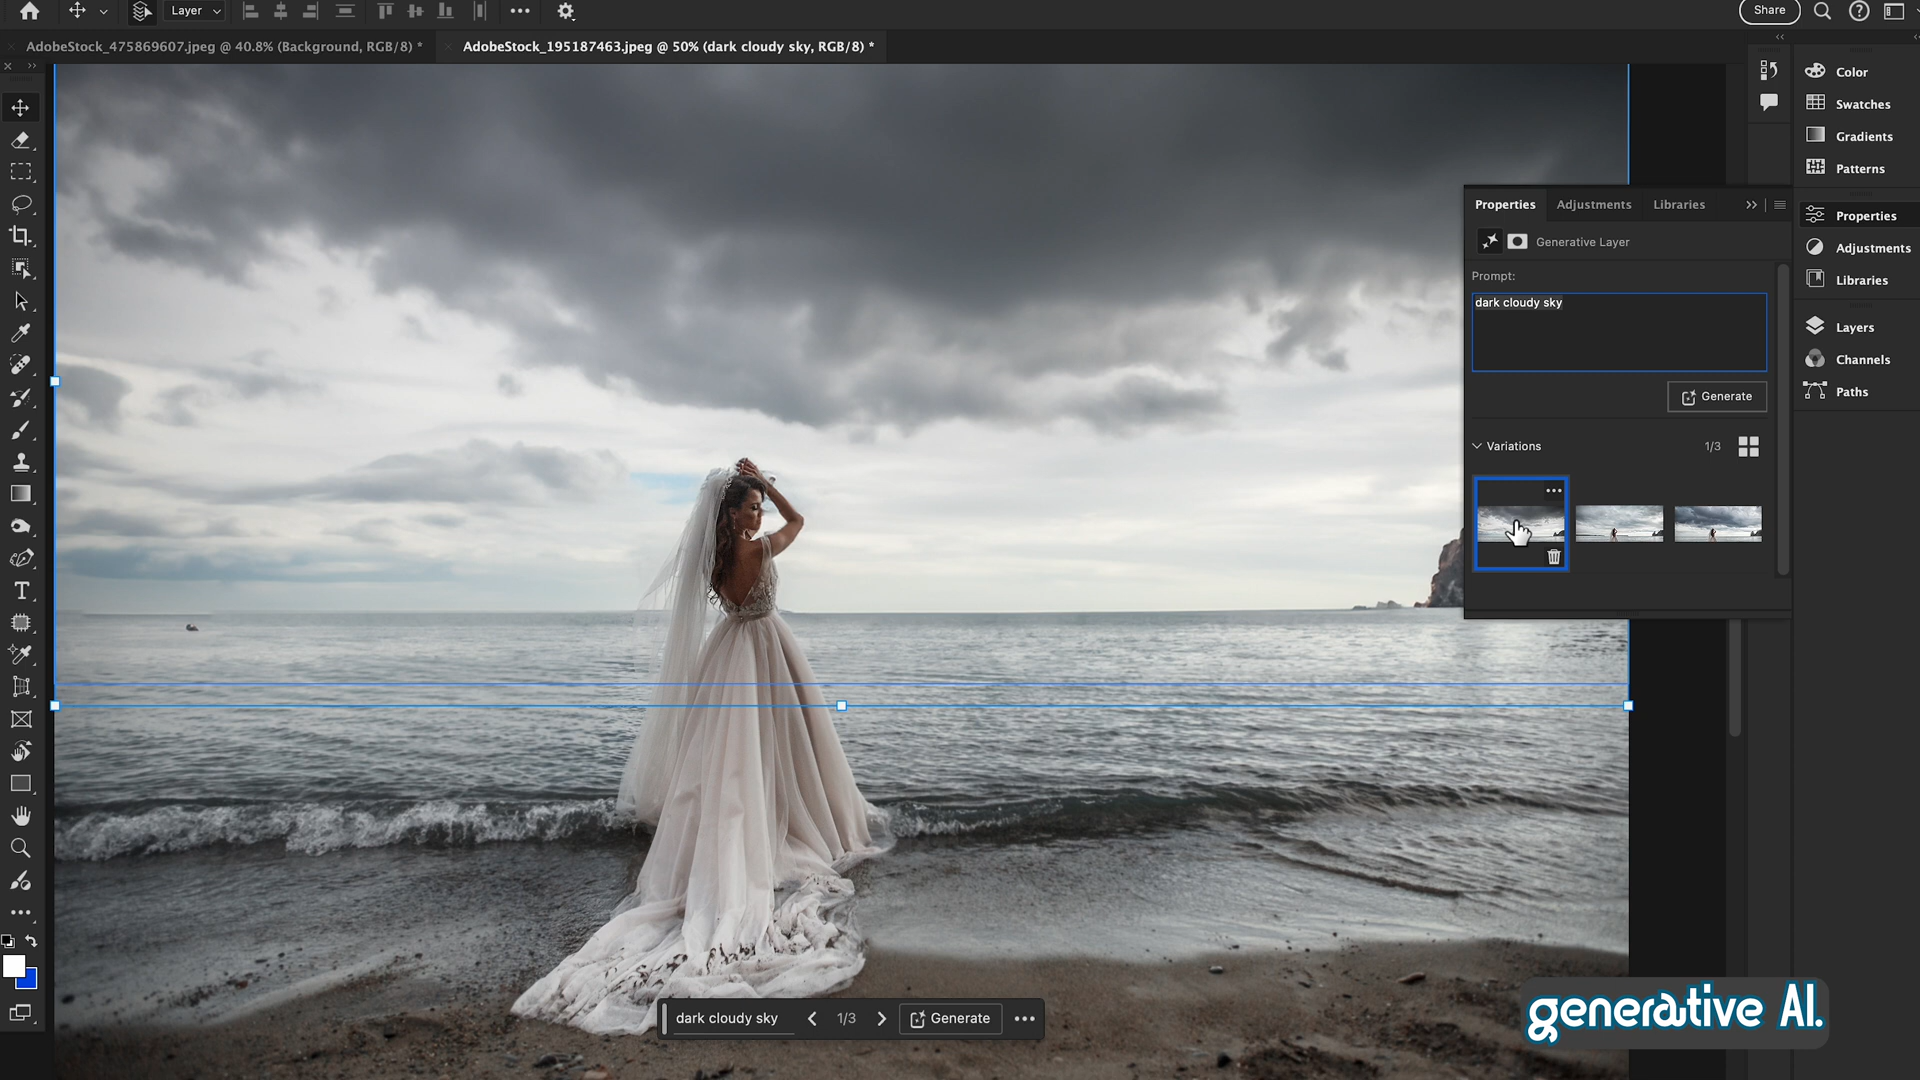 Layer
Share
AdobeStock_475869607.jpeg @ 40.8% (Background, RGB/8) *
AdobeStock_195187463.jpeg @ 50% (dark cloudy sky, RGB/8) *
Color
Swatches
Gradients
Patterns
Properties
Adjustments
Libraries
Layers
Channels
Paths
Properties
Adjustments
Libraries
Generative Layer
Prompt:
dark cloudy sky
Generate
Variations
1/3
dark cloudy sky
1/3
Generate
generative AI.